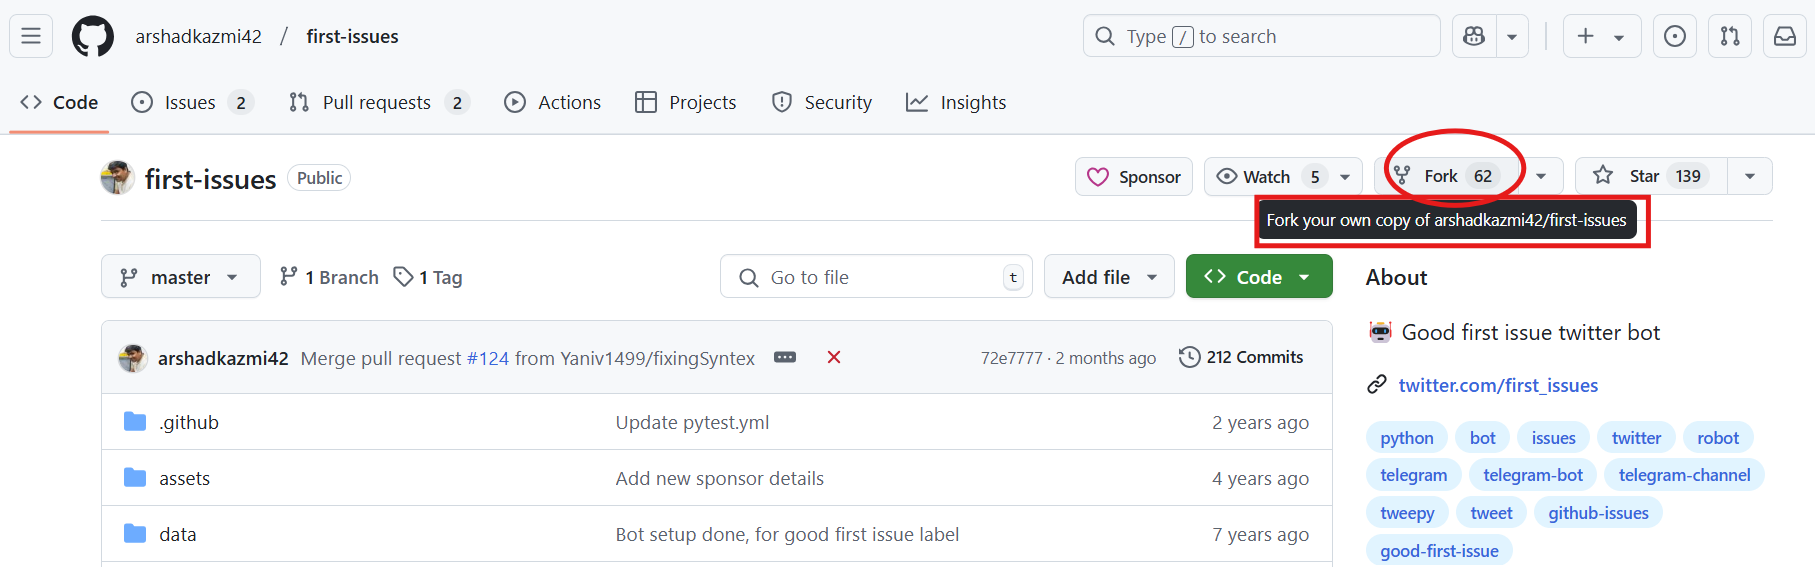 arshadkazmi42 / first-issues
Type / to search
Code Issues 2 Pull requests 2 Actions Projects Security Insights
first-issues Public
Sponsor Watch 5 Fork 62 Star 139
Fork your own copy of arshadkazmi42/first-issues
master 1 Branch 1 Tag
Go to file t
Add file
Code
arshadkazmi42 Merge pull request #124 from Yaniv1499/fixingSyntex
72e7777 · 2 months ago 212 Commits
.github Update pytest.yml 2 years ago
assets Add new sponsor details 4 years ago
data Bot setup done, for good first issue label 7 years ago
About
Good first issue twitter bot
twitter.com/first_issues
python bot issues twitter robot
telegram telegram-bot telegram-channel
tweepy tweet github-issues
good-first-issue